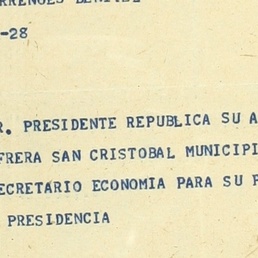 -28
R. PRESIDENTE REPUBLICA SU A
FRERA SAN CRISTOBAL MUNICIPI
ECRETARIO ECONOMIA PARA SU
PRESIDENCIA